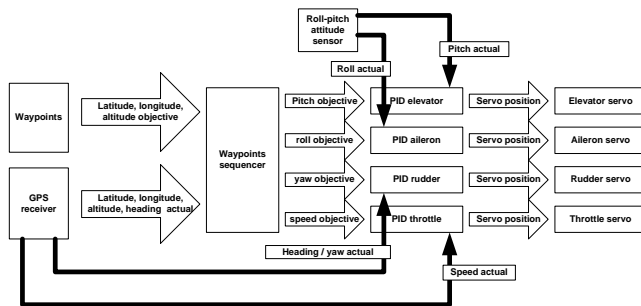 Roll-pitch
attitude
sensor
Pitch actual
Roll actual
Waypoints
Latitude, longitude,
altitude objective
Waypoints
sequencer
Pitch objective
PID elevator
Servo position
Elevator servo
roll objective
PID aileron
Servo position
Aileron servo
GPS
receiver
Latitude, longitude,
altitude, heading actual
yaw objective
PID rudder
Servo position
Rudder servo
speed objective
PID throttle
Servo position
Throttle servo
Heading / yaw actual
Speed actual